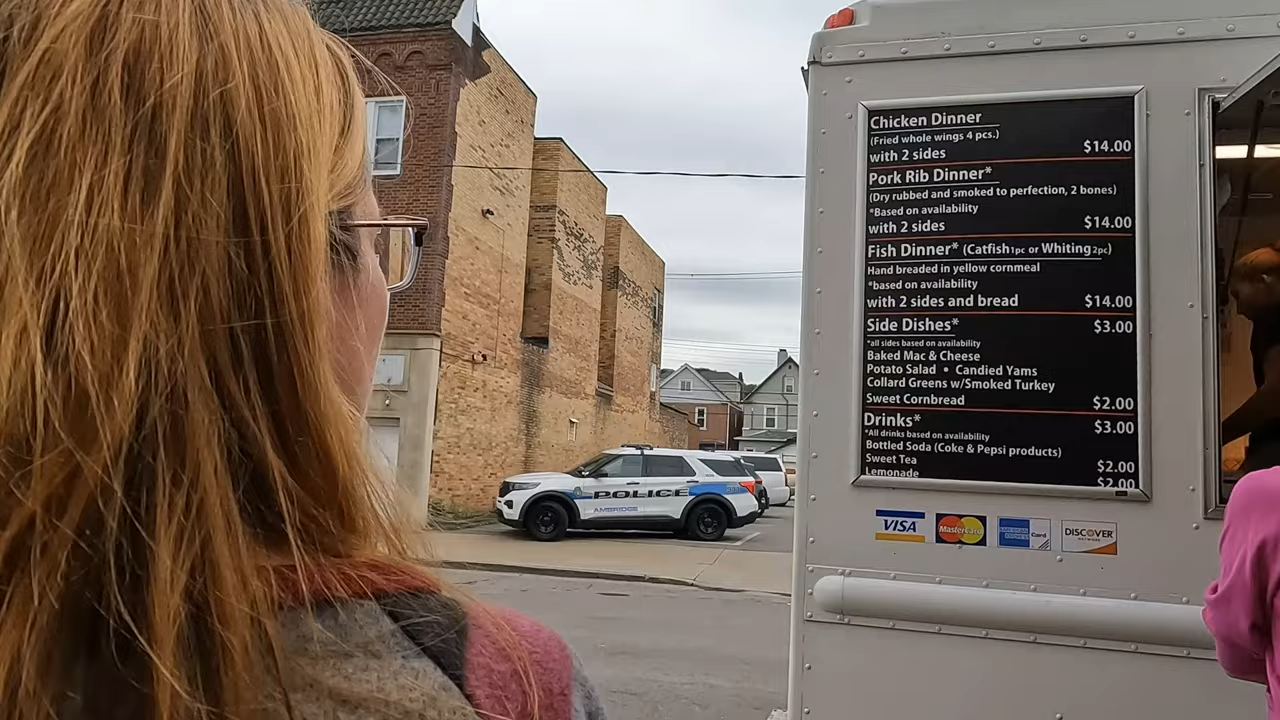 Chicken Dinner
(Fried whole wings 4 pcs.)
with 2 sides $14.00
Pork Rib Dinner*
(Dry rubbed and smoked to perfection, 2 bones)
*Based on availability
with 2 sides $14.00
Fish Dinner* (Catfish 1pc or Whiting 2pc)
Hand breaded in yellow cornmeal
*based on availability
with 2 sides and bread $14.00
Side Dishes* $3.00
*all sides based on availability
Baked Mac & Cheese
Potato Salad • Candied Yams
Collard Greens w/Smoked Turkey
Sweet Cornbread $2.00
Drinks* $3.00
*All drinks based on availability
Bottled Soda (Coke & Pepsi products)
Sweet Tea $2.00
Lemonade $2.00
VISA
MasterCard
DISCOVER
POLICE
AMBRIDGE